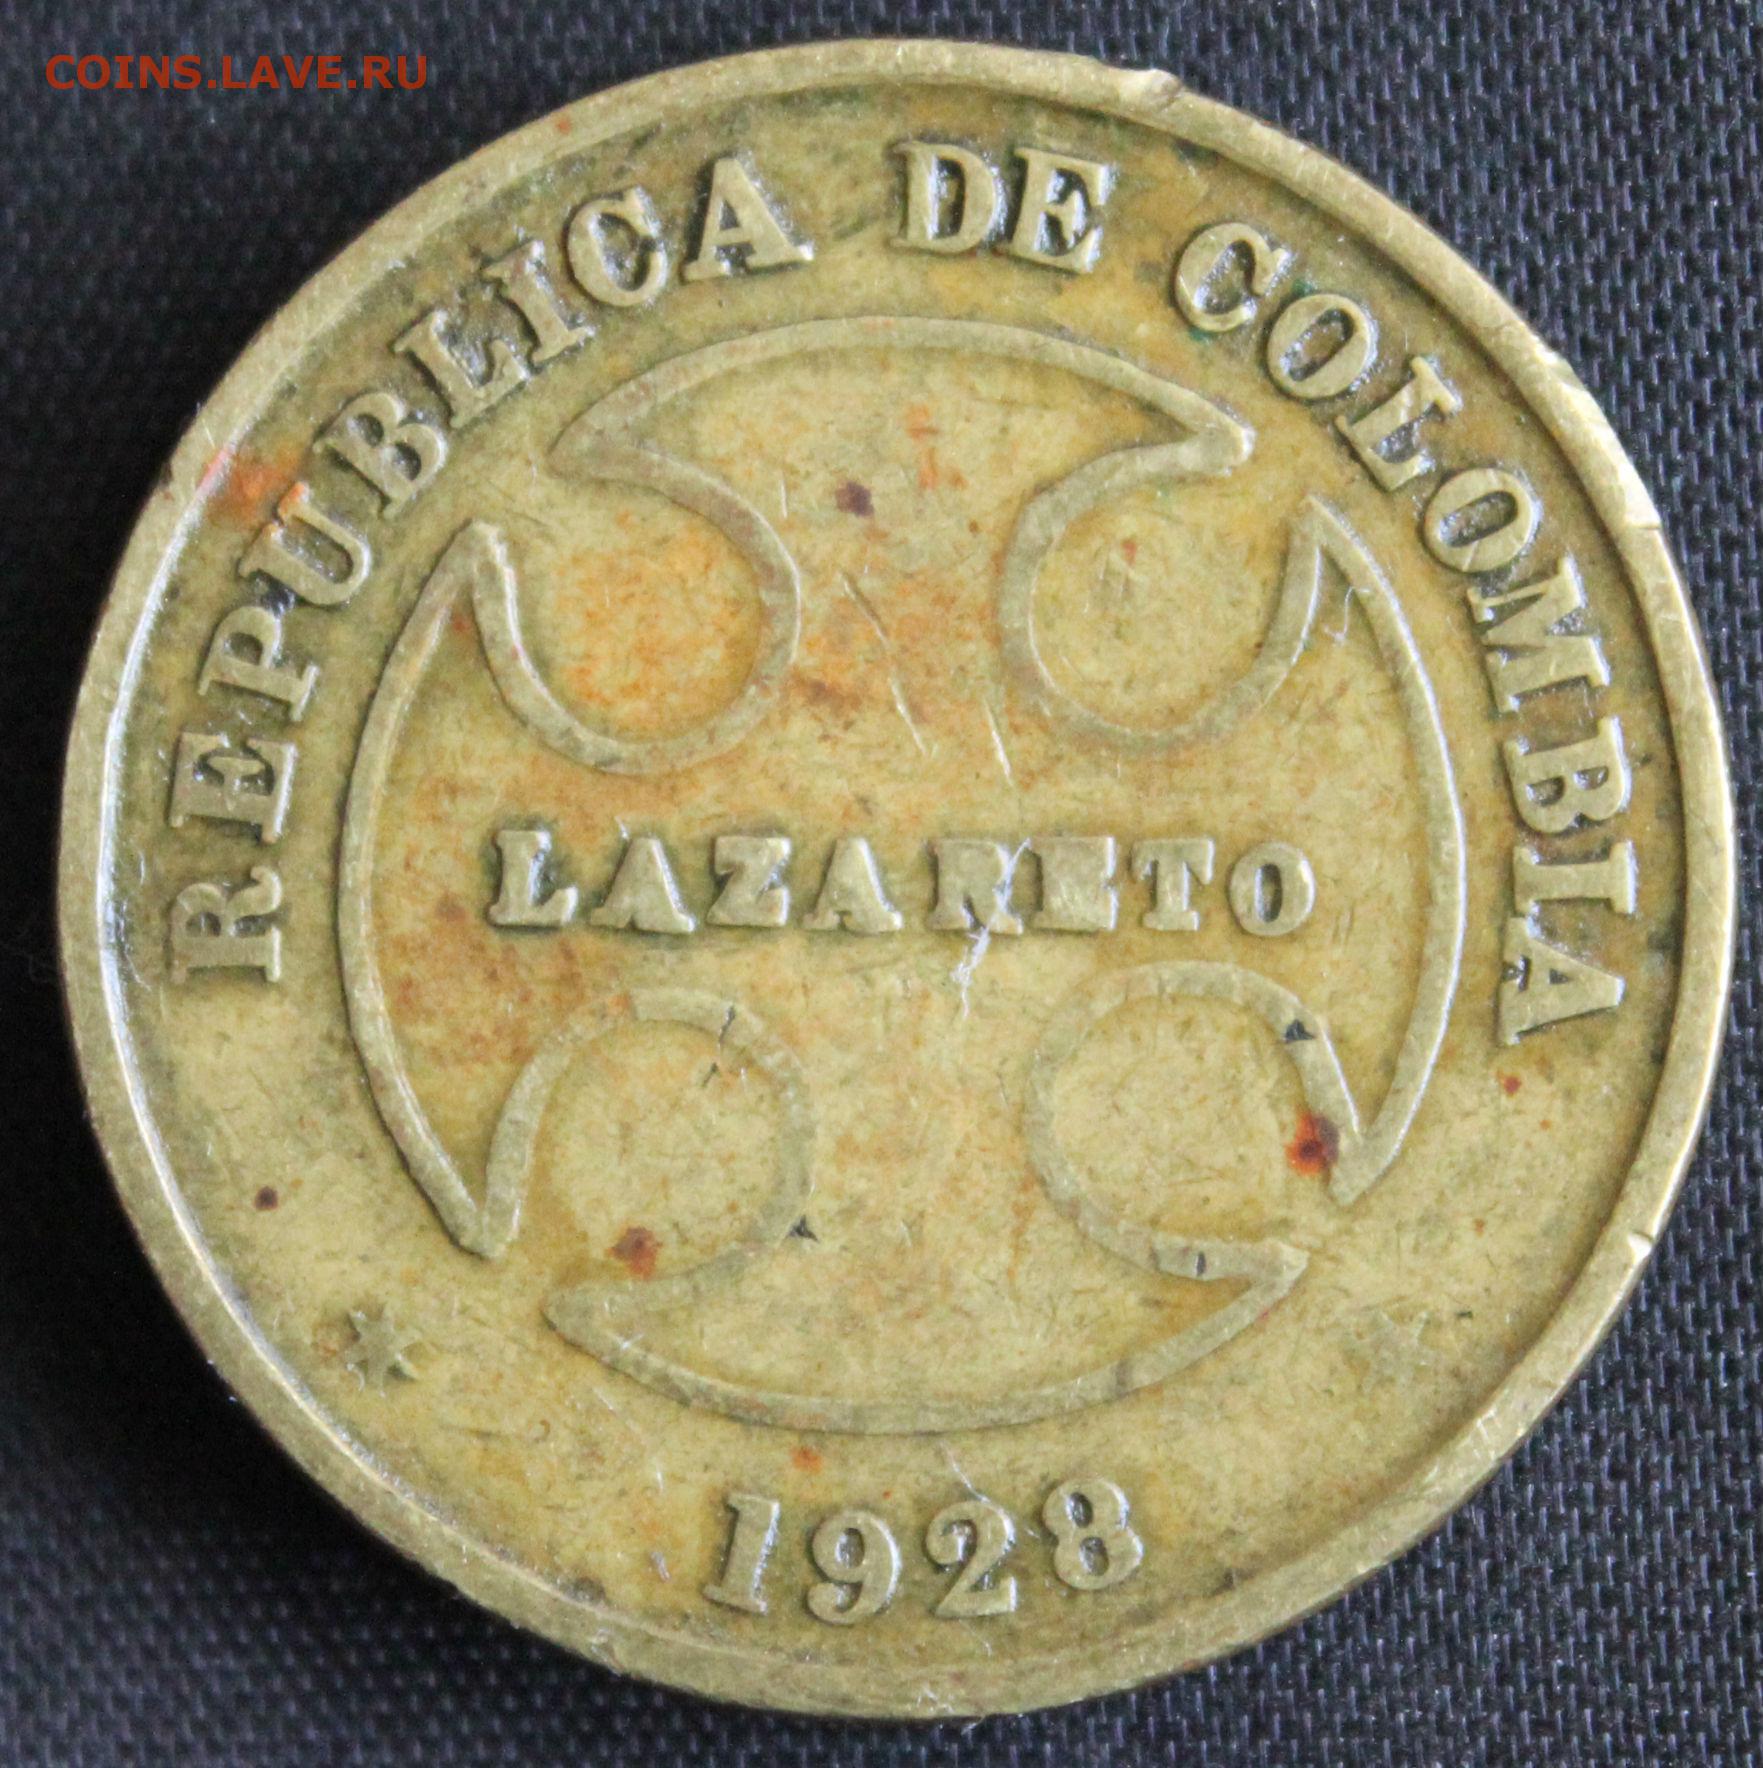 COINS.LAVE.RU
REPUBLICA DE COLOMBIA
LAZARETO
1928